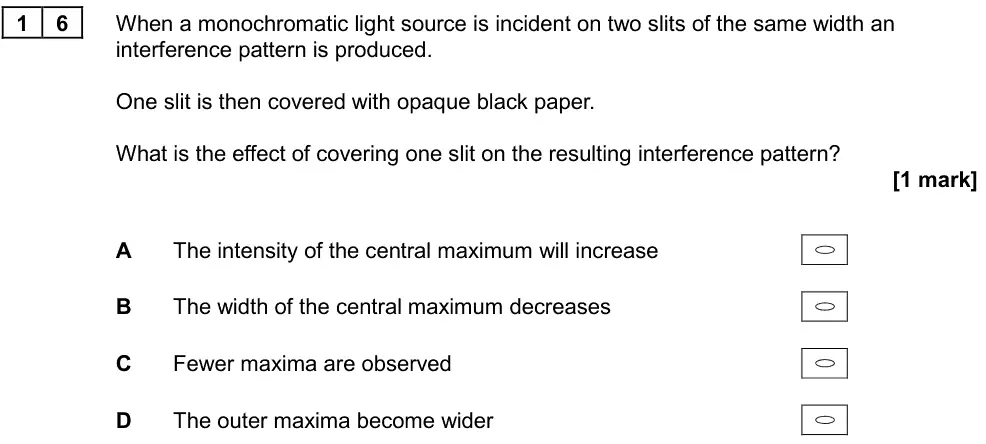 1 6 When a monochromatic light source is incident on two slits of the same width an
interference pattern is produced.
One slit is then covered with opaque black paper.
What is the effect of covering one slit on the resulting interference pattern?
[1 mark]
A The intensity of the central maximum will increase
B The width of the central maximum decreases
C Fewer maxima are observed
D The outer maxima become wider